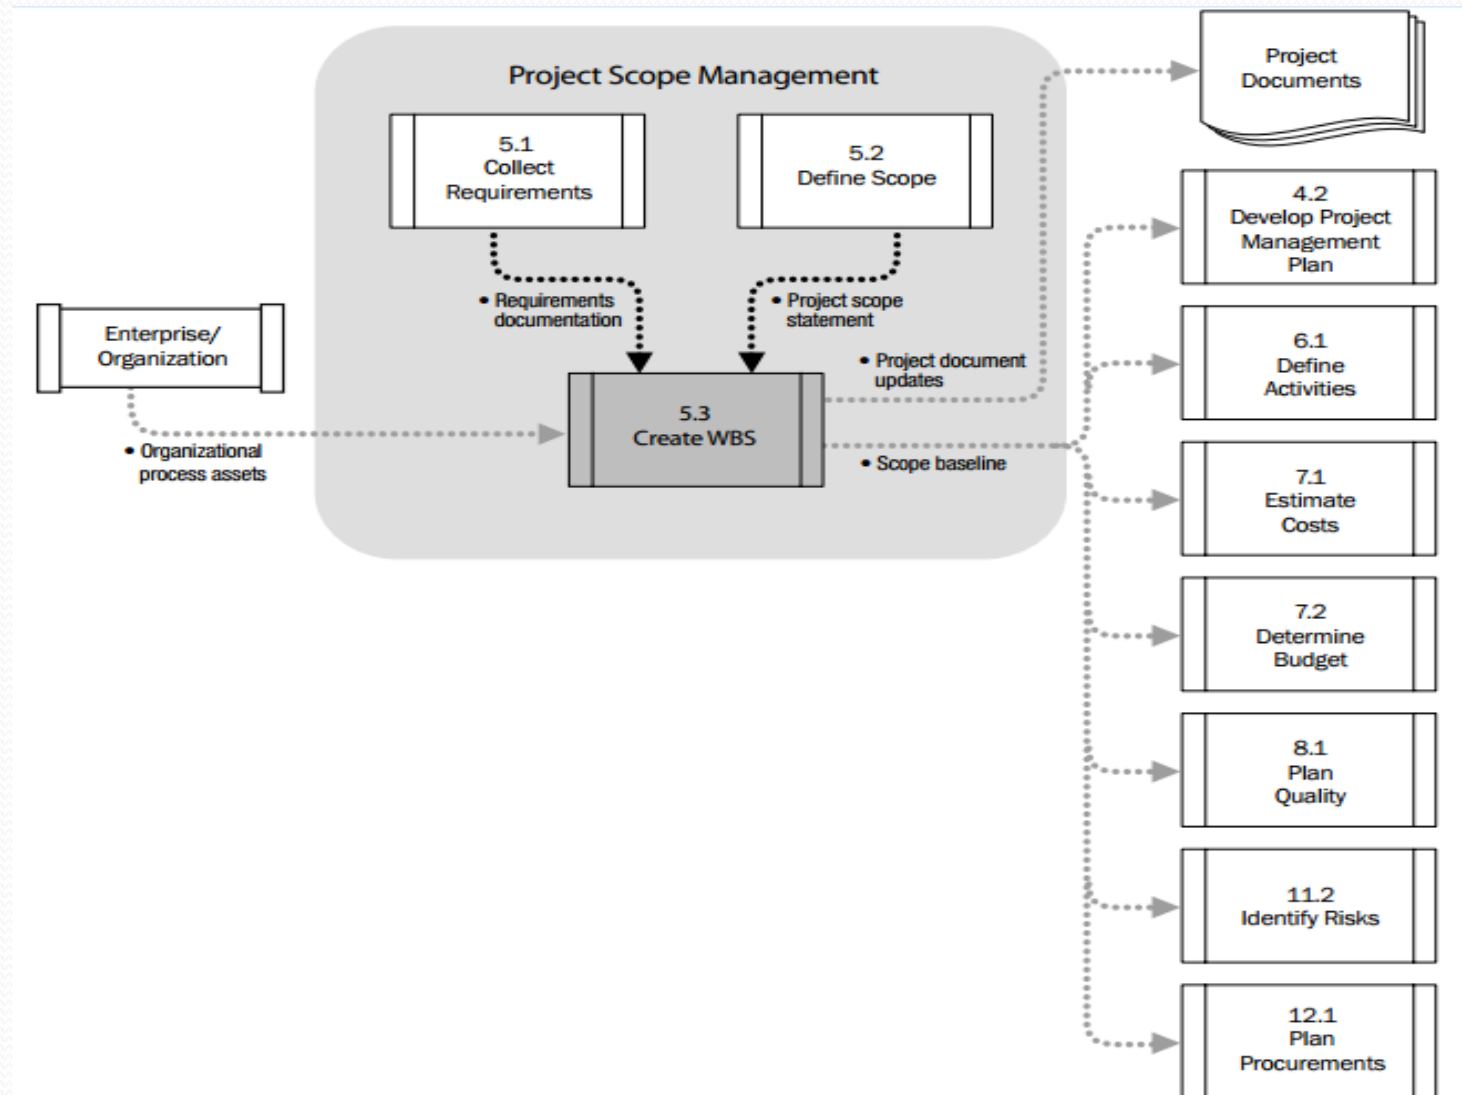 Project Scope Management
Project
Documents
5.1
Collect
Requirements
5.2
Define Scope
4.2
Develop Project
Management
Plan
• Requirements
documentation
• Project scope
statement
Enterprise/
Organization
• Project document
updates
6.1
Define
Activities
5.3
Create WBS
• Organizational
process assets
• Scope baseline
7.1
Estimate
Costs
7.2
Determine
Budget
8.1
Plan
Quality
11.2
Identify Risks
12.1
Plan
Procurements